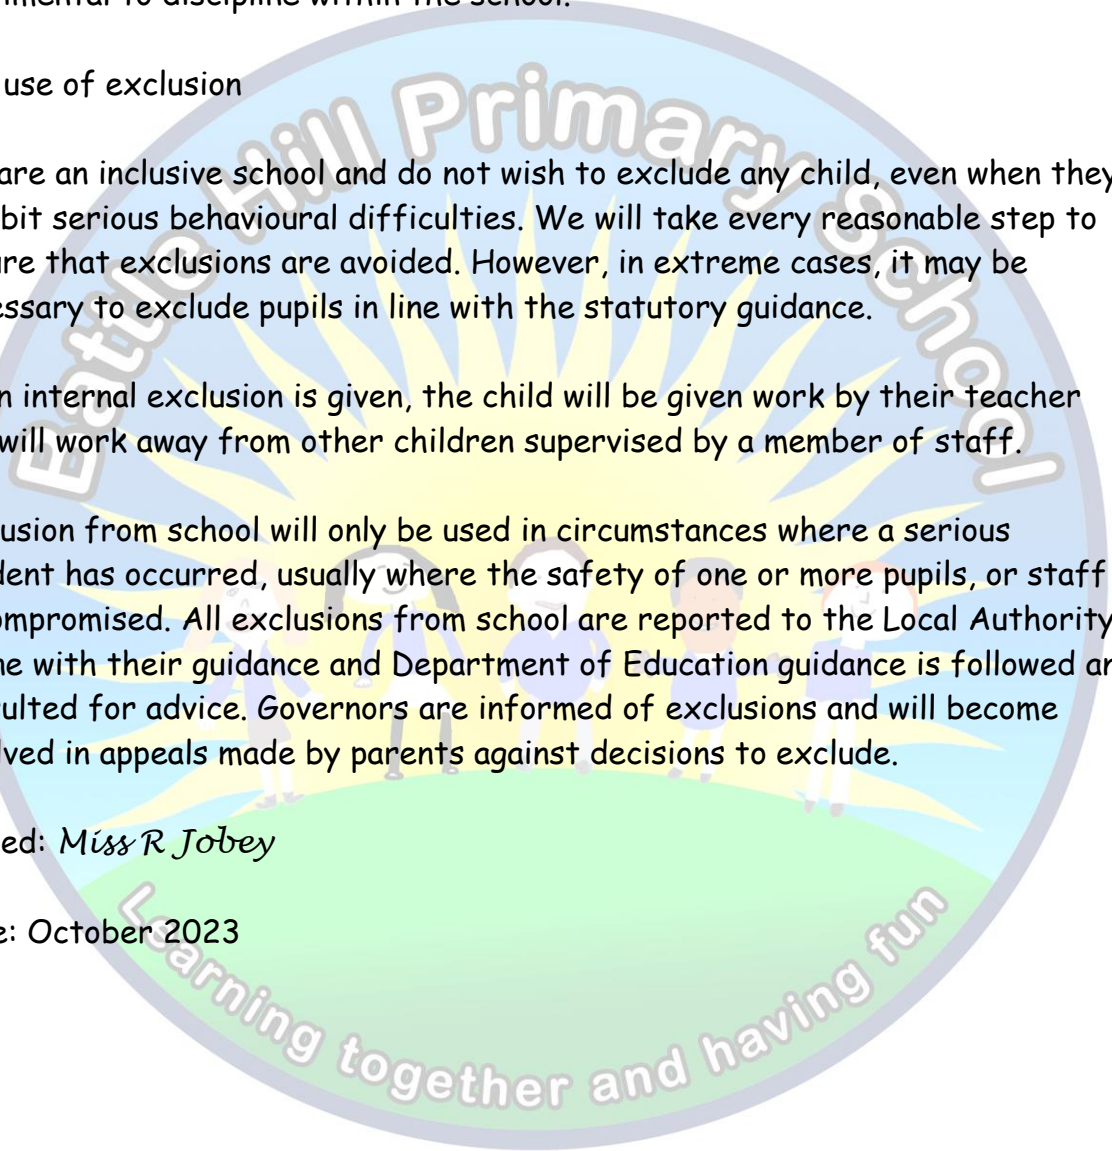 imental to discipline within the school.
use of exclusion
are an inclusive school and do not wish to exclude any child, even when they
bit serious behavioural difficulties. We will take every reasonable step to
ure that exclusions are avoided. However, in extreme cases, it may be
essary to exclude pupils in line with the statutory guidance.
n internal exclusion is given, the child will be given work by their teacher
will work away from other children supervised by a member of staff.
usion from school will only be used in circumstances where a serious
dent has occurred, usually where the safety of one or more pupils, or staff
ompromised. All exclusions from school are reported to the Local Authority
ne with their guidance and Department of Education guidance is followed an
ulted for advice. Governors are informed of exclusions and will become
lved in appeals made by parents against decisions to exclude.
ed: Miss R Jobey
e: October 2023
Battle Hill Primary School
Learning together and having fun